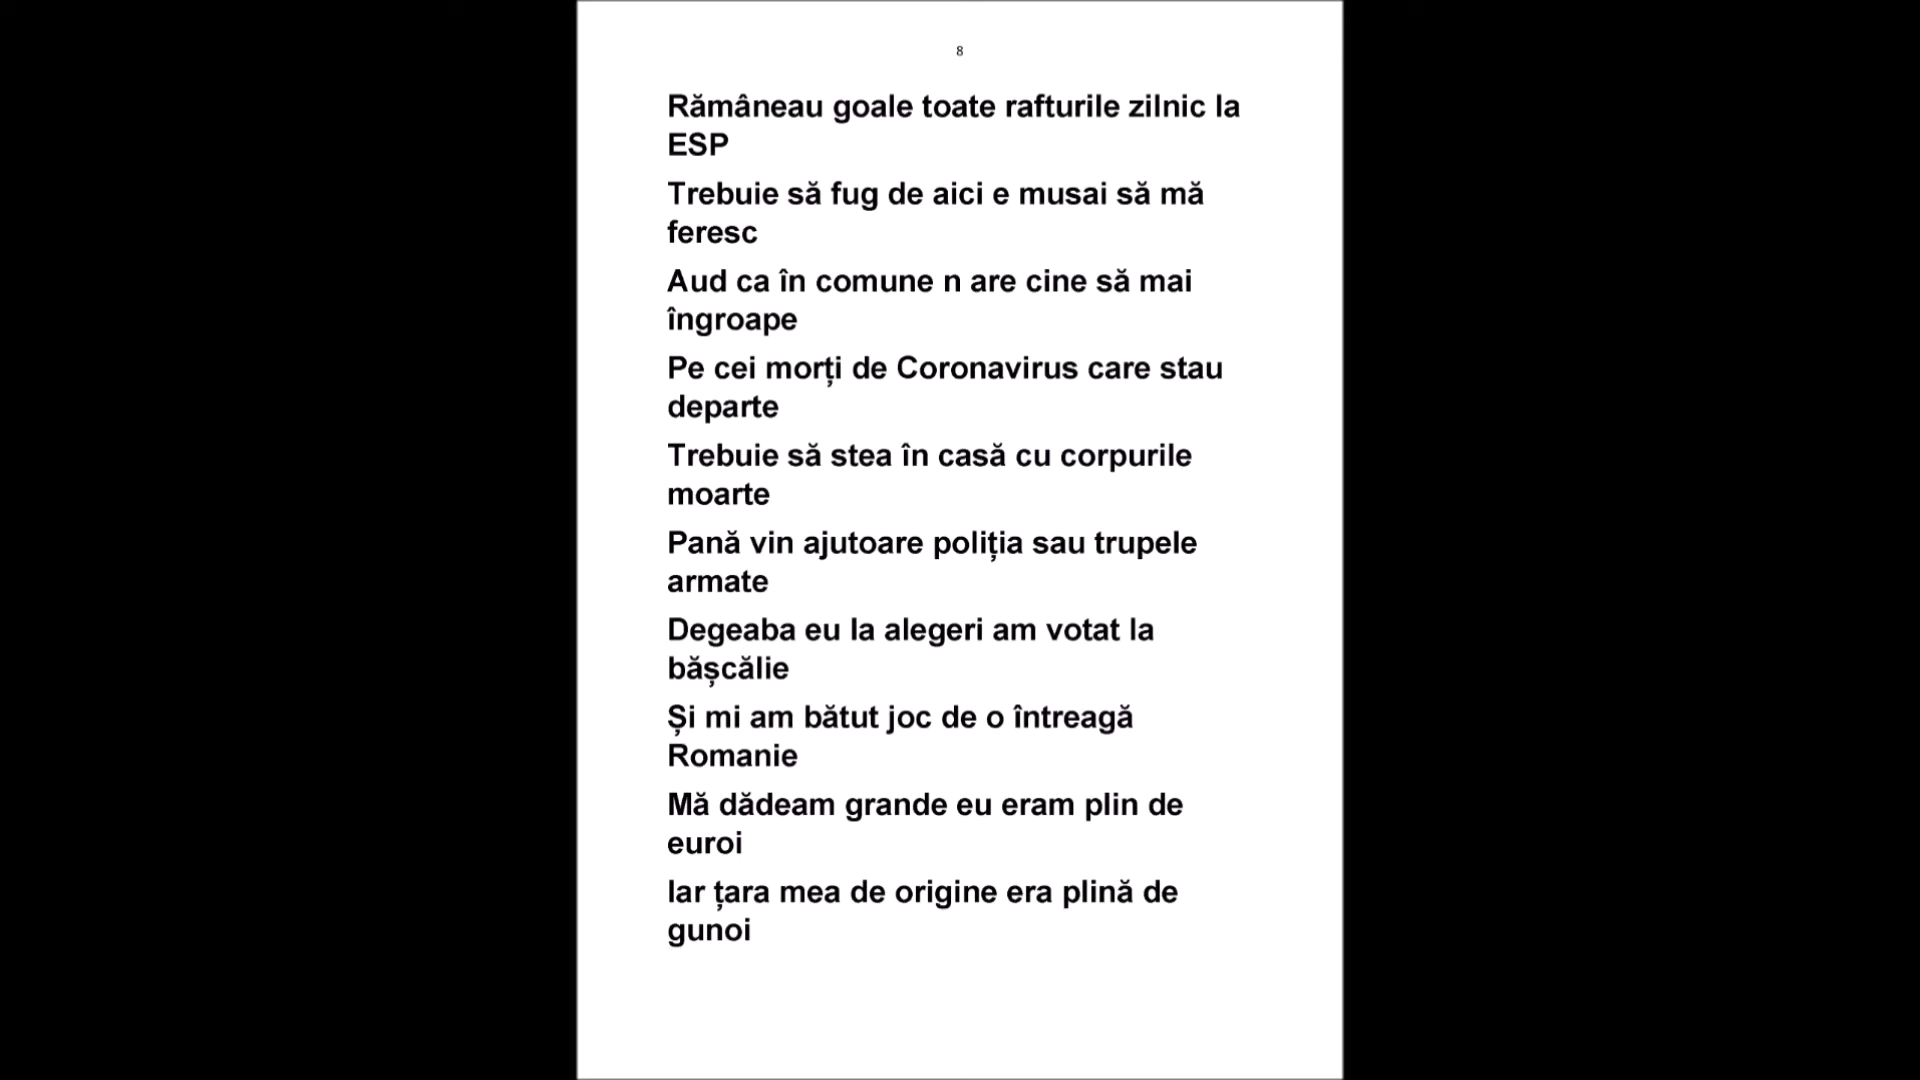 8
Rămâneau goale toate rafturile zilnic la
ESP
Trebuie să fug de aici e musai să mă
feresc
Aud ca în comune n are cine să mai
îngroape
Pe cei morți de Coronavirus care stau
departe
Trebuie să stea în casă cu corpurile
moarte
Pană vin ajutoare poliția sau trupele
armate
Degeaba eu la alegeri am votat la
bășcălie
Și mi am bătut joc de o întreagă
Romanie
Mă dădeam grande eu eram plin de
euroi
Iar țara mea de origine era plină de
gunoi